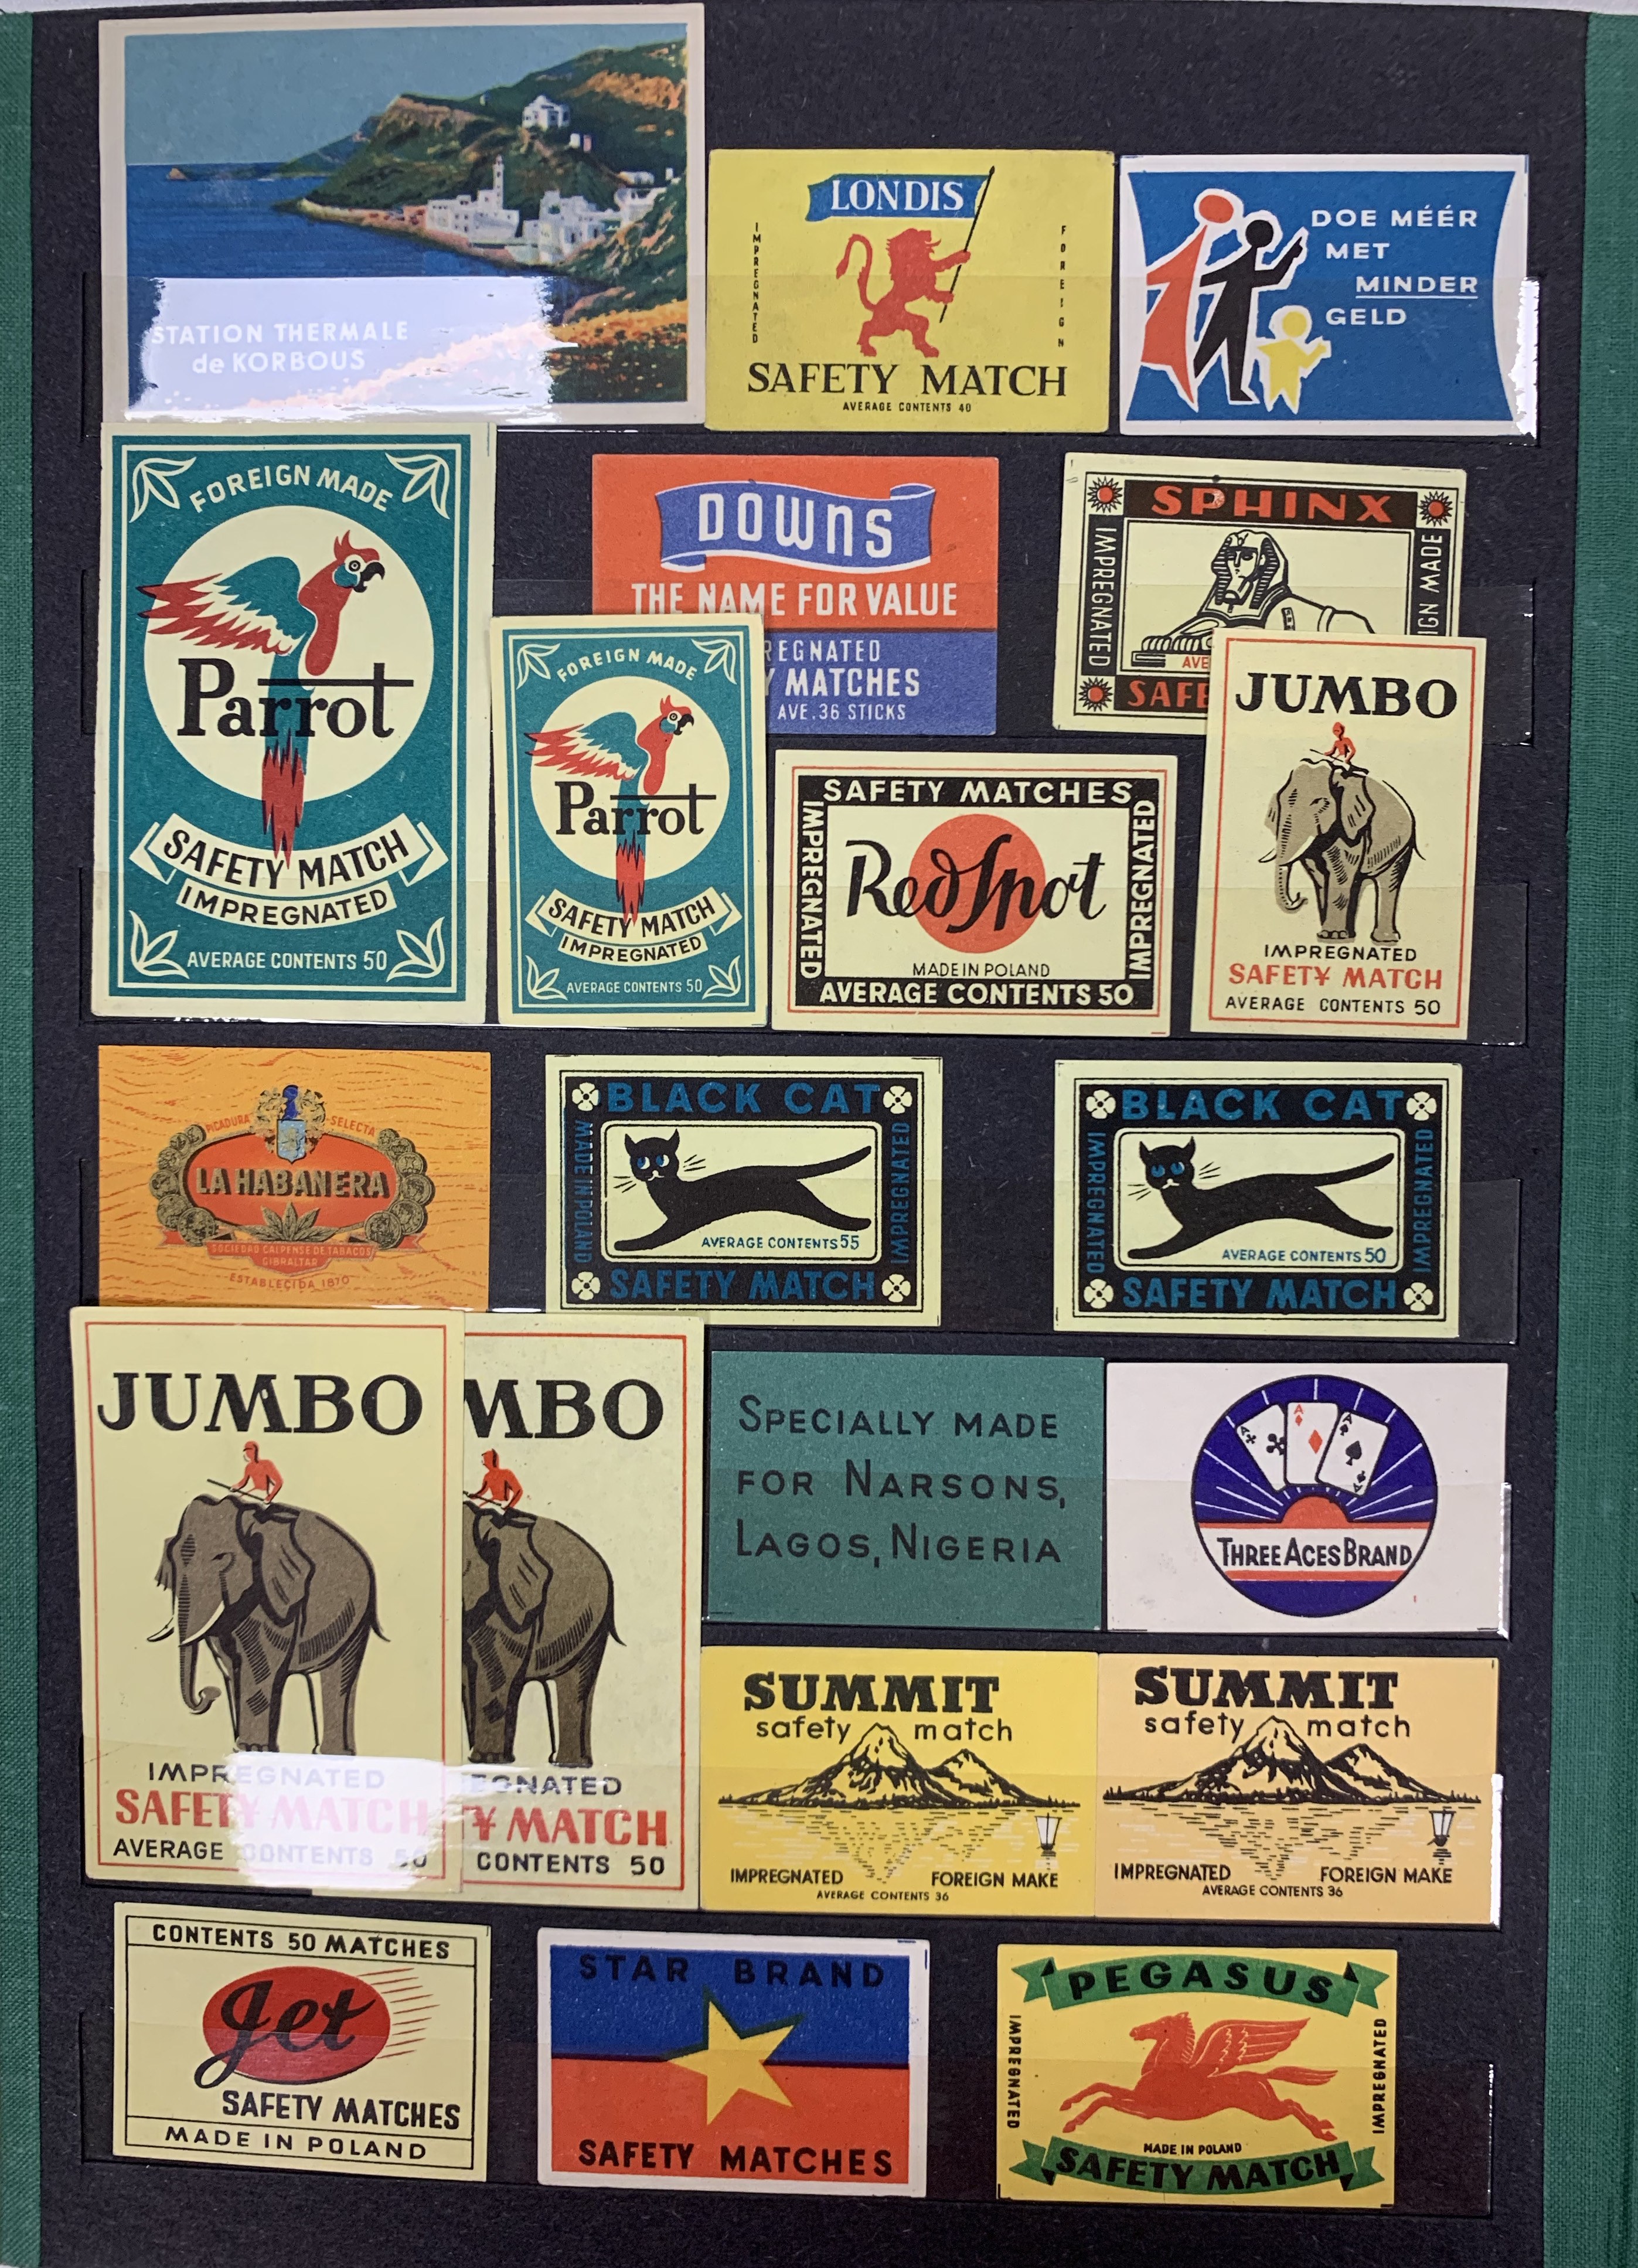 STATION THERMALE
de KORBOUS
LONDIS
IMPREGNATED
FOREIGN
SAFETY MATCH
AVERAGE CONTENTS 40
DOE MÉÉR
MET
MINDER
GELD
FOREIGN MADE
Parrot
SAFETY MATCH
IMPREGNATED
AVERAGE CONTENTS 50
DOWNS
THE NAME FOR VALUE
REGNATED
Y MATCHES
AVE. 36 STICKS
SPHINX
IMPREGNATED
IGN MADE
AVE
SAFE
FOREIGN MADE
Parrot
SAFETY MATCH
IMPREGNATED
AVERAGE CONTENTS 50
SAFETY MATCHES
IMPREGNATED
Red Spot
IMPREGNATED
MADE IN POLAND
AVERAGE CONTENTS 50
JUMBO
IMPREGNATED
SAFETY MATCH
AVERAGE CONTENTS 50
PICADURA SELECTA
LA HABANERA
SOCIEDAD CALPENSE DE TABACOS
GIBRALTAR
ESTABLECIDA 1870
BLACK CAT
MADE IN POLAND
IMPREGNATED
AVERAGE CONTENTS 55
SAFETY MATCH
BLACK CAT
IMPREGNATED
IMPREGNATED
AVERAGE CONTENTS 50
SAFETY MATCH
JUMBO
IMPREGNATED
SAFETY MATCH
AVERAGE CONTENTS 50
MBO
EGNATED
Y MATCH
CONTENTS 50
SPECIALLY MADE
FOR NARSONS,
LAGOS, NIGERIA
A
A
A
A
THREE ACES BRAND
SUMMIT
safety match
IMPREGNATED FOREIGN MAKE
AVERAGE CONTENTS 36
SUMMIT
safety match
IMPREGNATED FOREIGN MAKE
AVERAGE CONTENTS 36
CONTENTS 50 MATCHES
Jet
SAFETY MATCHES
MADE IN POLAND
STAR BRAND
SAFETY MATCHES
PEGASUS
IMPREGNATED
IMPREGNATED
MADE IN POLAND
SAFETY MATCH